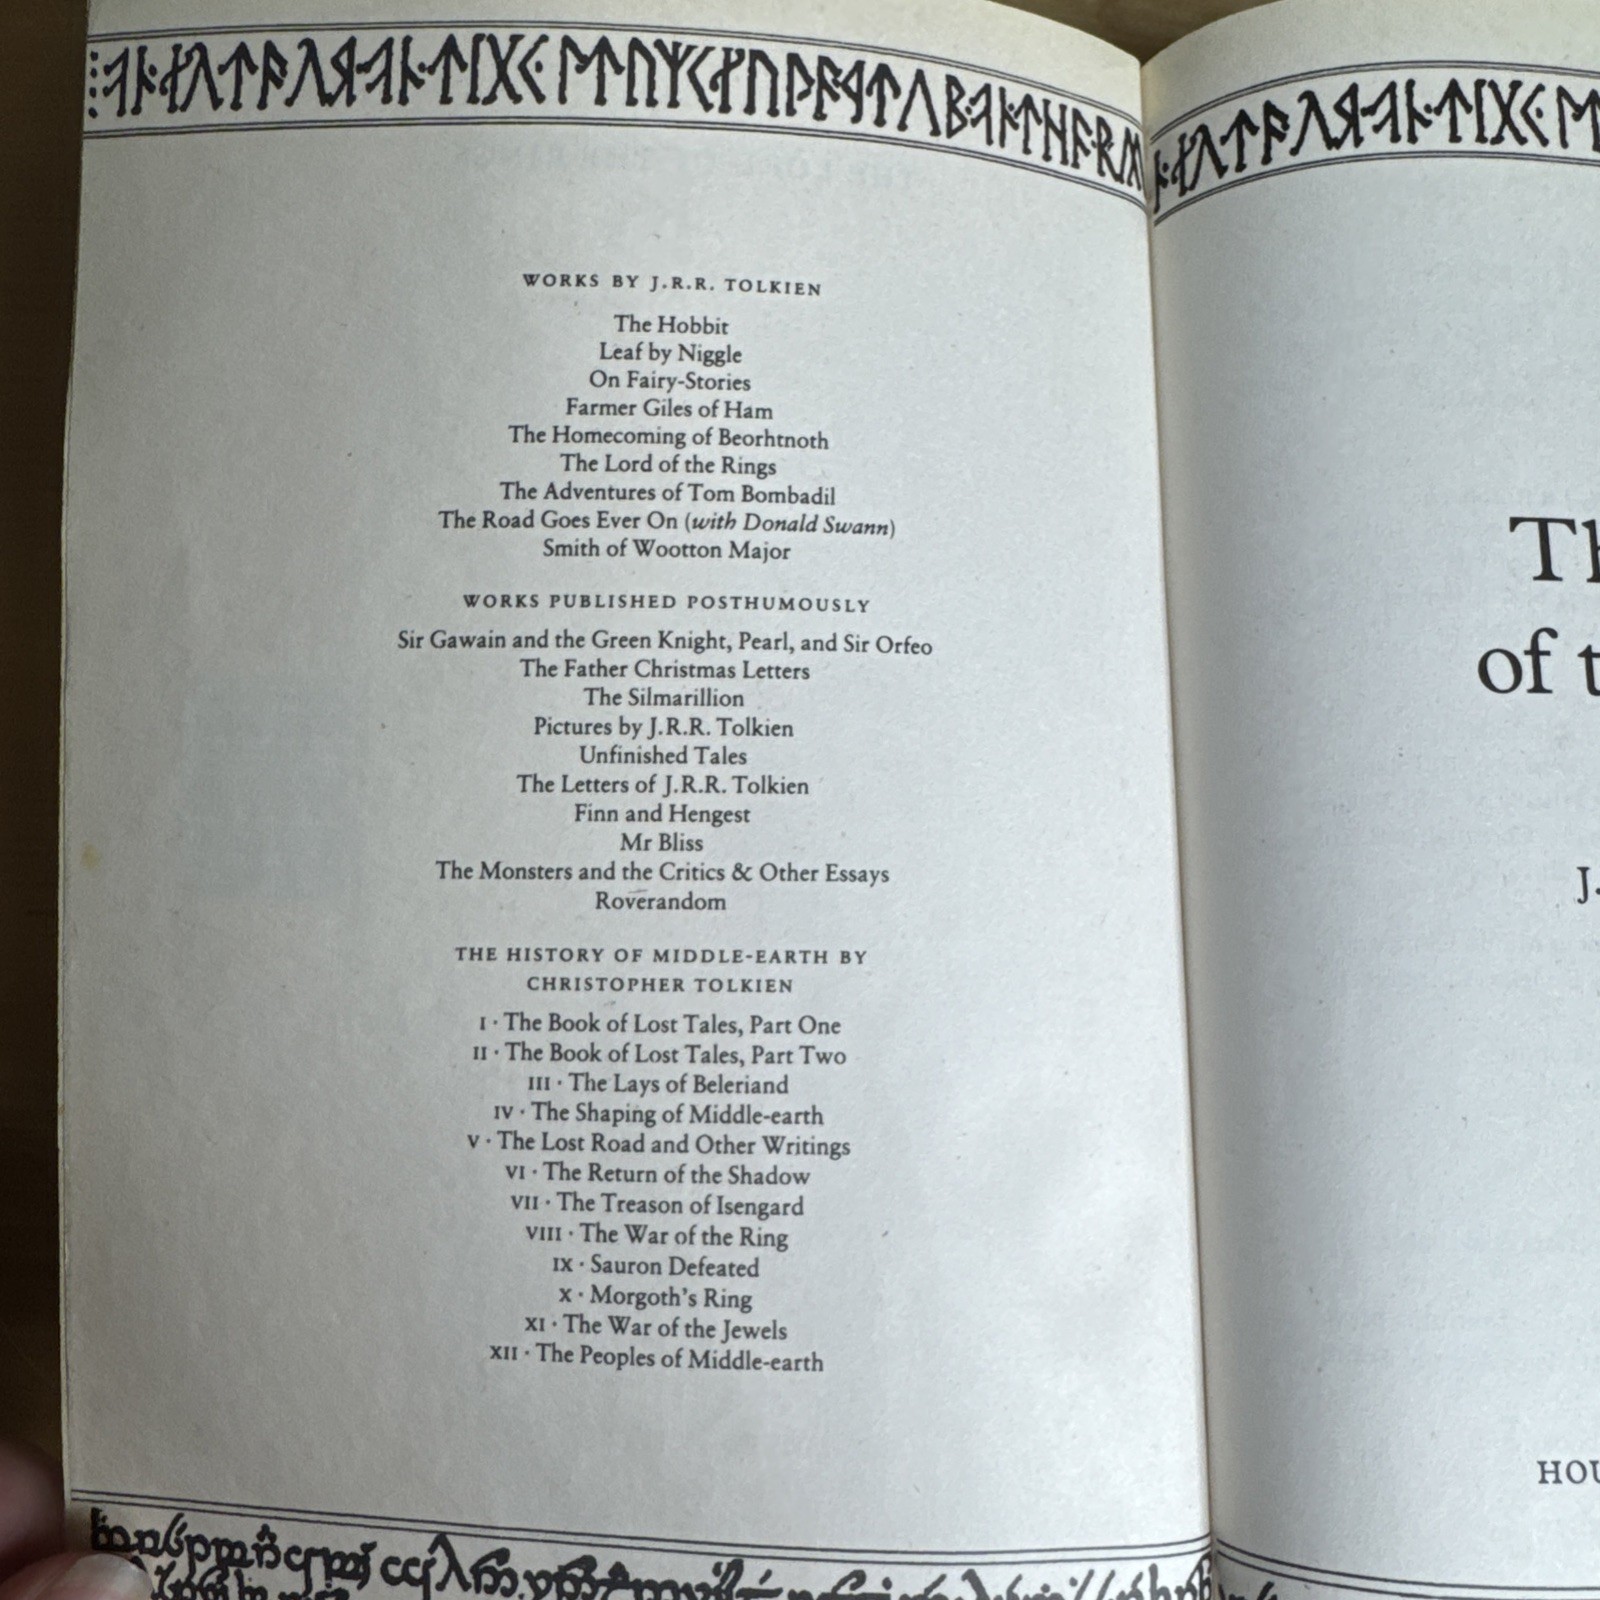 WORKS BY J.R.R. TOLKIEN
The Hobbit
Leaf by Niggle
On Fairy-Stories
Farmer Giles of Ham
The Homecoming of Beorhtnoth
The Lord of the Rings
The Adventures of Tom Bombadil
The Road Goes Ever On (with Donald Swann)
Smith of Wootton Major
WORKS PUBLISHED POSTHUMOUSLY
Sir Gawain and the Green Knight, Pearl, and Sir Orfeo
The Father Christmas Letters
The Silmarillion
Pictures by J.R.R. Tolkien
Unfinished Tales
The Letters of J.R.R. Tolkien
Finn and Hengest
Mr Bliss
The Monsters and the Critics & Other Essays
Roverandom
THE HISTORY OF MIDDLE-EARTH BY
CHRISTOPHER TOLKIEN
I · The Book of Lost Tales, Part One
II · The Book of Lost Tales, Part Two
III · The Lays of Beleriand
IV · The Shaping of Middle-earth
V · The Lost Road and Other Writings
VI · The Return of the Shadow
VII · The Treason of Isengard
VIII · The War of the Ring
IX · Sauron Defeated
X · Morgoth's Ring
XI · The War of the Jewels
XII · The Peoples of Middle-earth
of